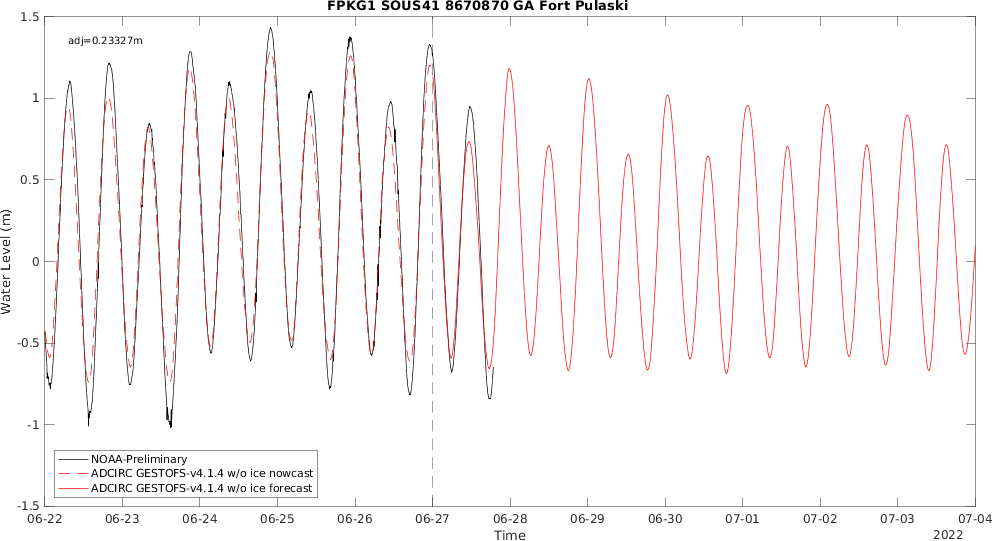 FPKG1 SOUS41 8670870 GA Fort Pulaski
adj=0.23327m
1.5
1
0.5
0
-0.5
-1
-1.5
Water Level (m)
NOAA-Preliminary
ADCIRC GESTOFS-v4.1.4 w/o ice nowcast
ADCIRC GESTOFS-v4.1.4 w/o ice forecast
06-22 06-23 06-24 06-25 06-26 06-27 06-28 06-29 06-30 07-01 07-02 07-03 07-04
Time
2022